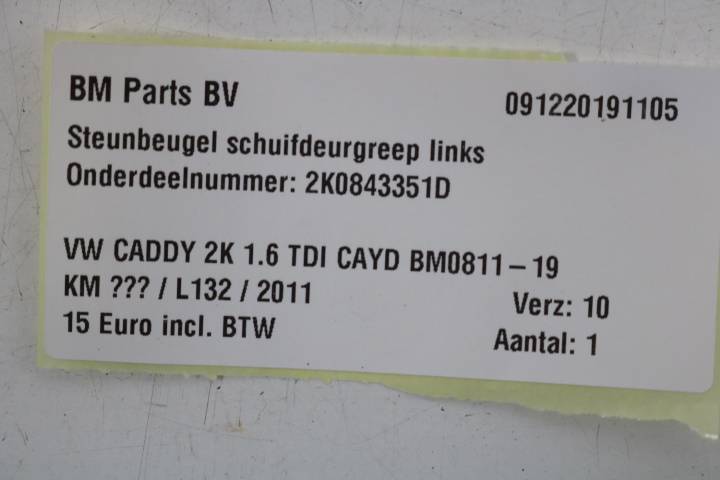 BM Parts BV 091220191105
Steunbeugel schuifdeurgreep links
Onderdeelnummer: 2K0843351D
VW CADDY 2K 1.6 TDI CAYD BM0811-19
KM ??? / L132 / 2011 Verz: 10
15 Euro incl. BTW Aantal: 1